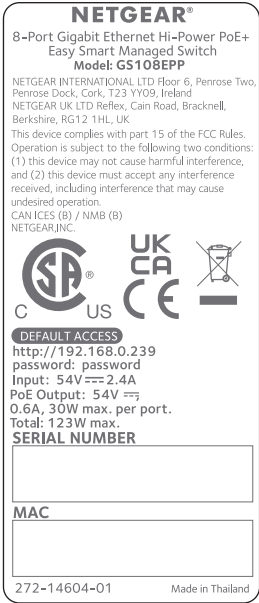 NETGEAR®
8-Port Gigabit Ethernet Hi-Power PoE+
Easy Smart Managed Switch
Model: GS108EPP
NETGEAR INTERNATIONAL LTD Floor 6, Penrose Two,
Penrose Dock, Cork, T23 YY09, Ireland
NETGEAR UK LTD Reflex, Cain Road, Bracknell,
Berkshire, RG12 1HL, UK
This device complies with part 15 of the FCC Rules.
Operation is subject to the following two conditions:
(1) this device may not cause harmful interference,
and (2) this device must accept any interference
received, including interference that may cause
undesired operation.
CAN ICES (B) / NMB (B)
NETGEAR,INC.
C SA ® US
UK
CA
CE
DEFAULT ACCESS
http://192.168.0.239
password: password
Input: 54V⎓2.4A
PoE Output: 54V ⎓;
0.6A, 30W max. per port.
Total: 123W max.
SERIAL NUMBER
MAC
272-14604-01 Made in Thailand